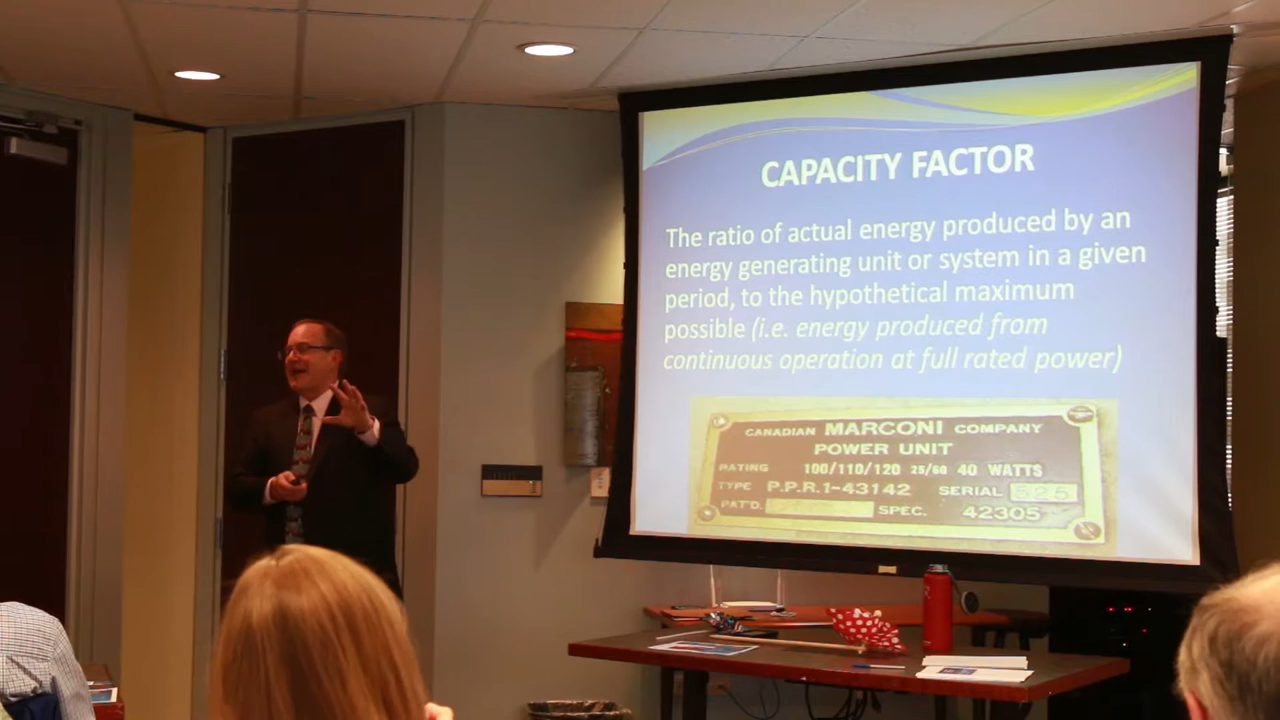 CAPACITY FACTOR
The ratio of actual energy produced by an
energy generating unit or system in a given
period, to the hypothetical maximum
possible (i.e. energy produced from
continuous operation at full rated power)
CANADIAN MARCONI COMPANY
POWER UNIT
RATING 100/110/120 25/60 40 WATTS
TYPE P.P.R.1-43142 SERIAL 525
PAT'D. SPEC. 42305